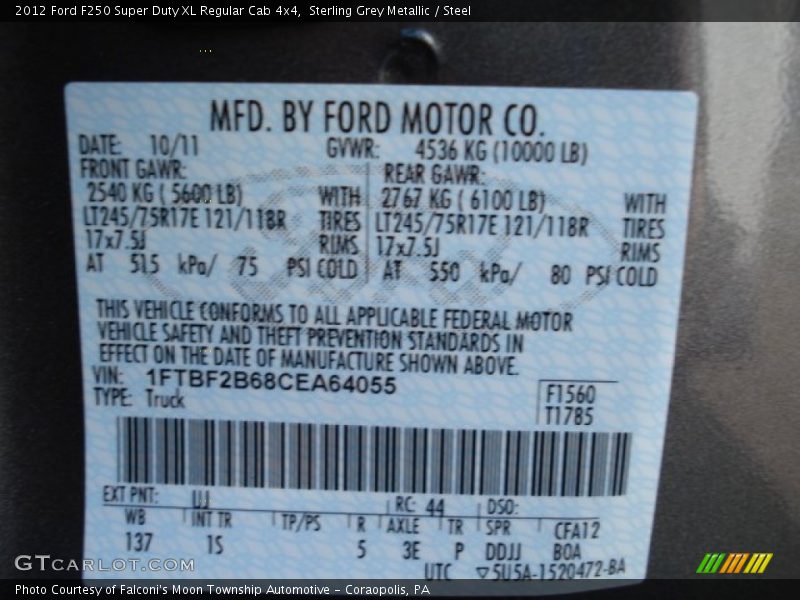 2012 Ford F250 Super Duty XL Regular Cab 4x4, Sterling Grey Metallic / Steel
MFD. BY FORD MOTOR CO.
DATE: 10/11 GVWR: 4536 KG (10000 LB)
FRONT GAWR: REAR GAWR:
2540 KG ( 5600 LB) WITH 2767 KG ( 6100 LB) WITH
LT245/75R17E 121/118R TIRES LT245/75R17E 121/118R TIRES
17x7.5J RIMS 17x7.5J RIMS
AT 515 kPa/ 75 PSI COLD AT 550 kPa/ 80 PSI COLD
THIS VEHICLE CONFORMS TO ALL APPLICABLE FEDERAL MOTOR
VEHICLE SAFETY AND THEFT PREVENTION STANDARDS IN
EFFECT ON THE DATE OF MANUFACTURE SHOWN ABOVE.
VIN: 1FTBF2B68CEA64055
TYPE: Truck
F1560
T1785
EXT PNT: UJ RC: 44 DSO:
WB INT TR TP/PS R AXLE TR SPR CFA12
137 1S 5 3E P DDJJ BOA
UTC ▽5U5A-1520472-BA
GTCARLOT.COM
Photo Courtesy of Falconi's Moon Township Automotive – Coraopolis, PA